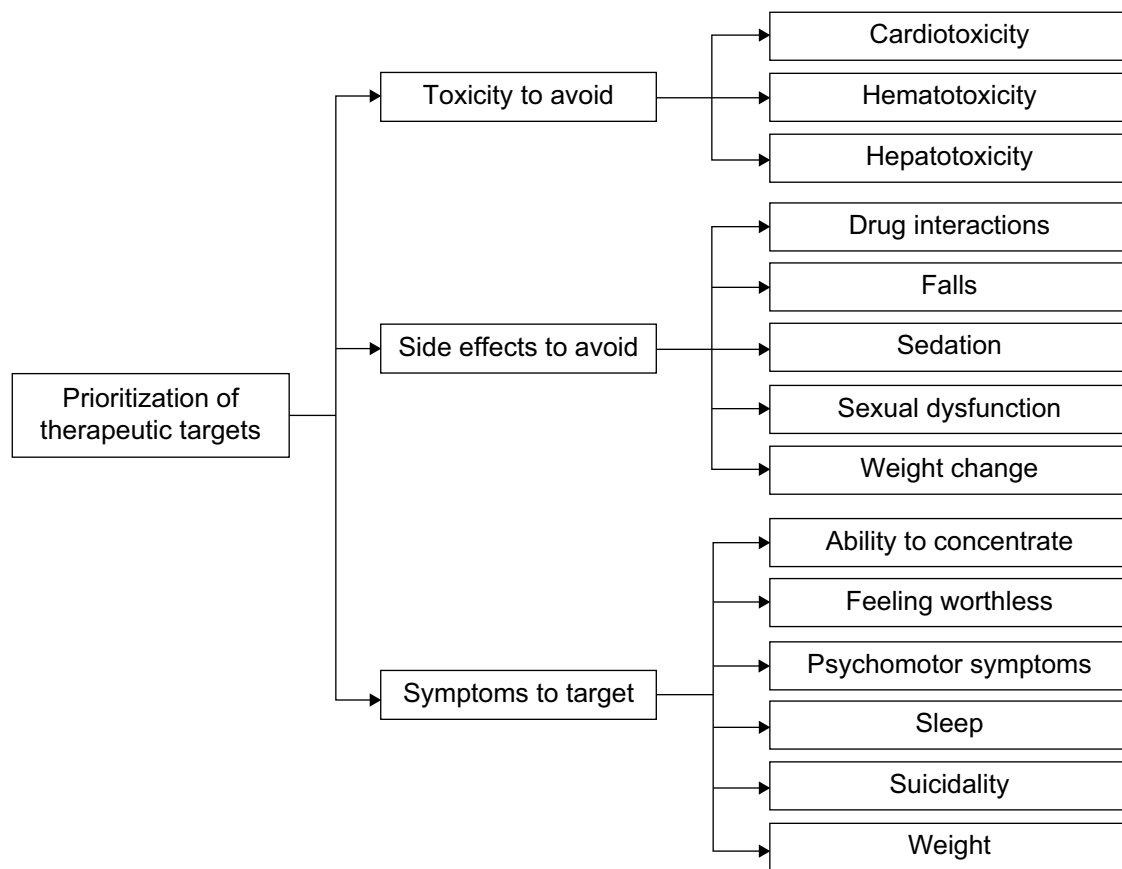 Prioritization of
therapeutic targets
Toxicity to avoid
Cardiotoxicity
Hematotoxicity
Hepatotoxicity
Side effects to avoid
Drug interactions
Falls
Sedation
Sexual dysfunction
Weight change
Symptoms to target
Ability to concentrate
Feeling worthless
Psychomotor symptoms
Sleep
Suicidality
Weight